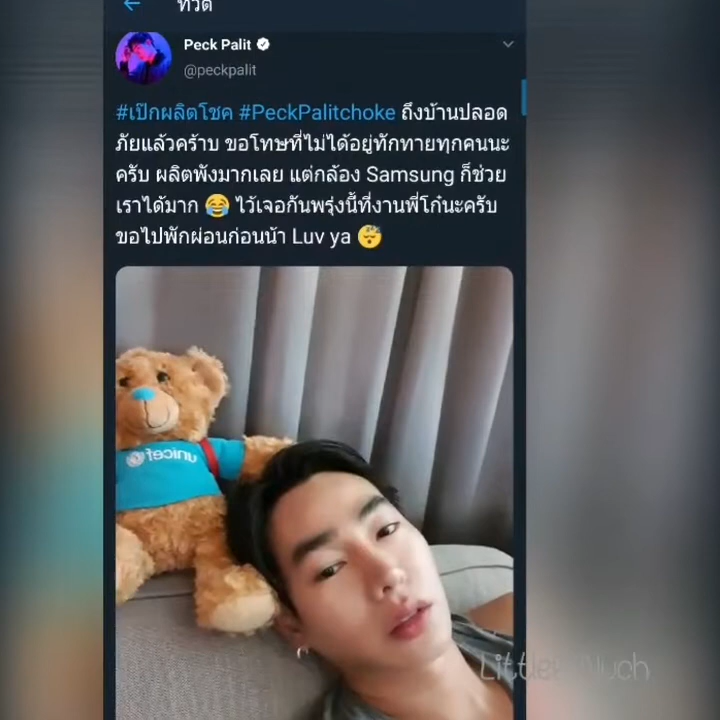 ทวีต
Peck Palit
@peckpalit
#เป๊กผลิตโชค #PeckPalitchoke ถึงบ้านปลอด
ภัยแล้วคร้าบ ขอโทษที่ไม่ได้อยู่ทักทายทุกคนนะ
ครับ ผลิตพังมากเลย แต่กล้อง Samsung ก็ช่วย
เราได้มาก 😂 ไว้เจอกันพรุ่งนี้ที่งานพี่โก๋นะครับ
ขอไปพักผ่อนก่อนน้า Luv ya 😴
unicef